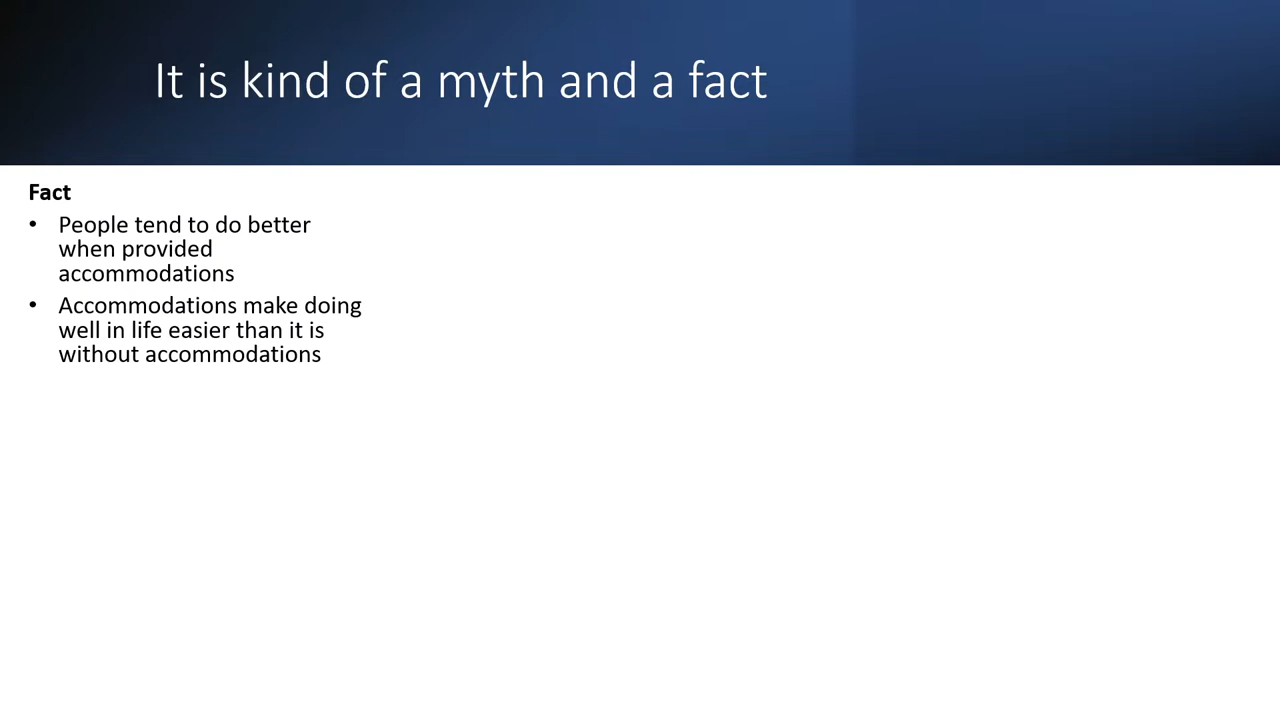 It is kind of a myth and a fact
Fact
• People tend to do better
when provided
accommodations
• Accommodations make doing
well in life easier than it is
without accommodations